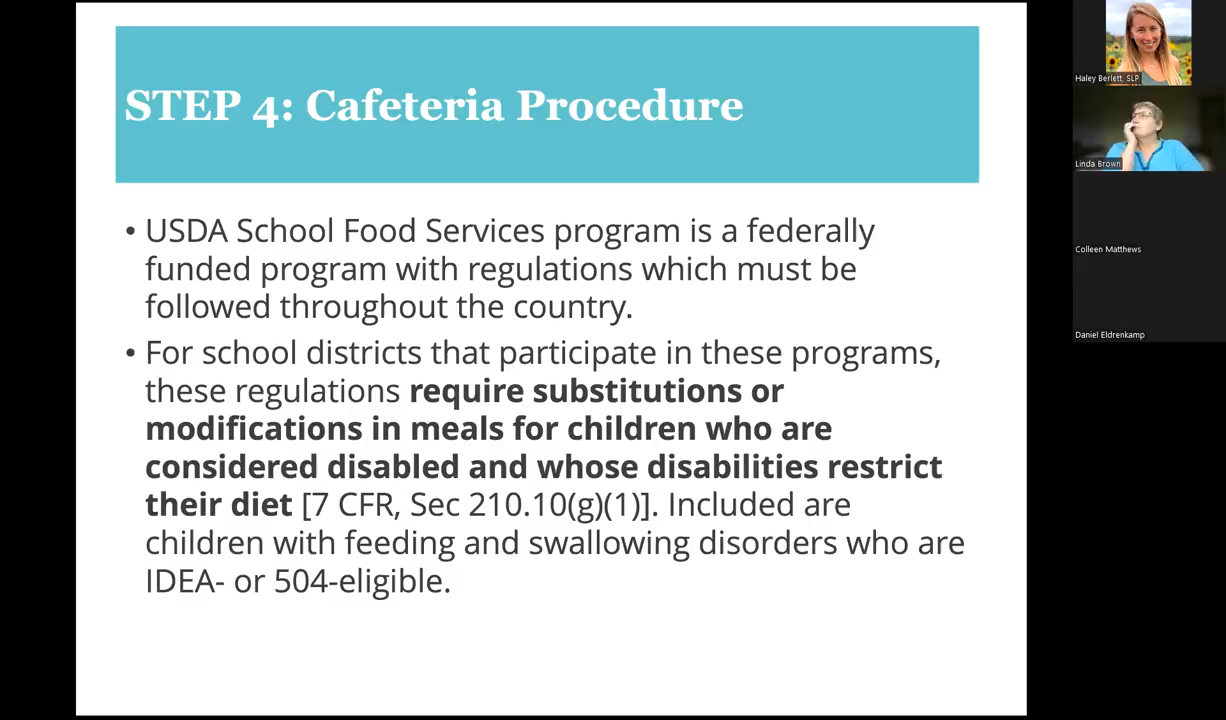 STEP 4: Cafeteria Procedure
• USDA School Food Services program is a federally
funded program with regulations which must be
followed throughout the country.
• For school districts that participate in these programs,
these regulations require substitutions or
modifications in meals for children who are
considered disabled and whose disabilities restrict
their diet [7 CFR, Sec 210.10(g)(1)]. Included are
children with feeding and swallowing disorders who are
IDEA- or 504-eligible.
Haley Berlett, SLP
Linda Brown
Colleen Matthews
Daniel Eldrenkamp